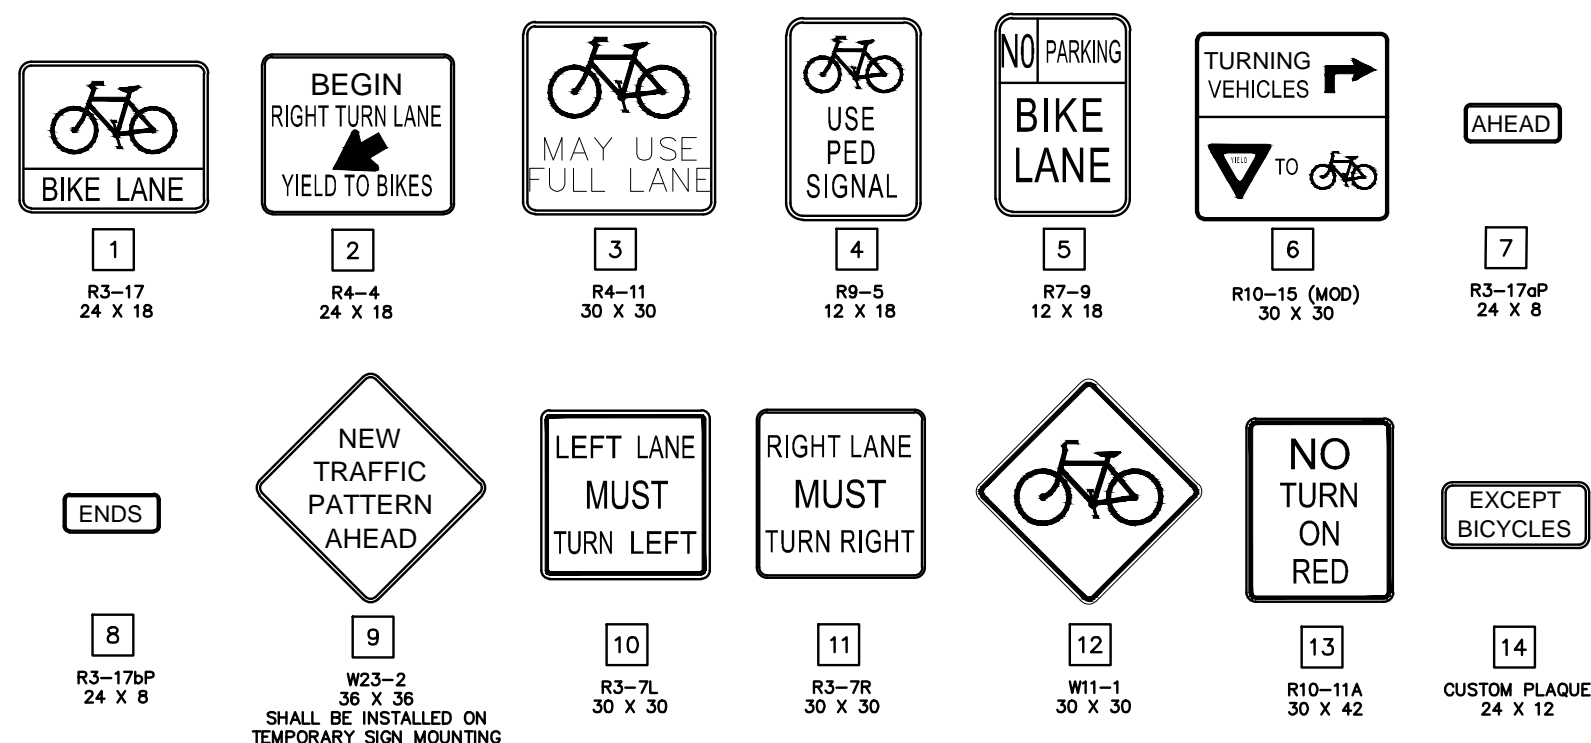 BIKE LANE
1
R3-17
24 X 18
BEGIN
RIGHT TURN LANE
YIELD TO BIKES
2
R4-4
24 X 18
MAY USE
FULL LANE
3
R4-11
30 X 30
USE
PED
SIGNAL
4
R9-5
12 X 18
NO PARKING
BIKE
LANE
5
R7-9
12 X 18
TURNING
VEHICLES
YIELD TO
6
R10-15 (MOD)
30 X 30
AHEAD
7
R3-17aP
24 X 8
ENDS
8
R3-17bP
24 X 8
NEW
TRAFFIC
PATTERN
AHEAD
9
W23-2
36 X 36
SHALL BE INSTALLED ON
TEMPORARY SIGN MOUNTING
LEFT LANE
MUST
TURN LEFT
10
R3-7L
30 X 30
RIGHT LANE
MUST
TURN RIGHT
11
R3-7R
30 X 30
12
W11-1
30 X 30
NO
TURN
ON
RED
13
R10-11A
30 X 42
EXCEPT
BICYCLES
14
CUSTOM PLAQUE
24 X 12